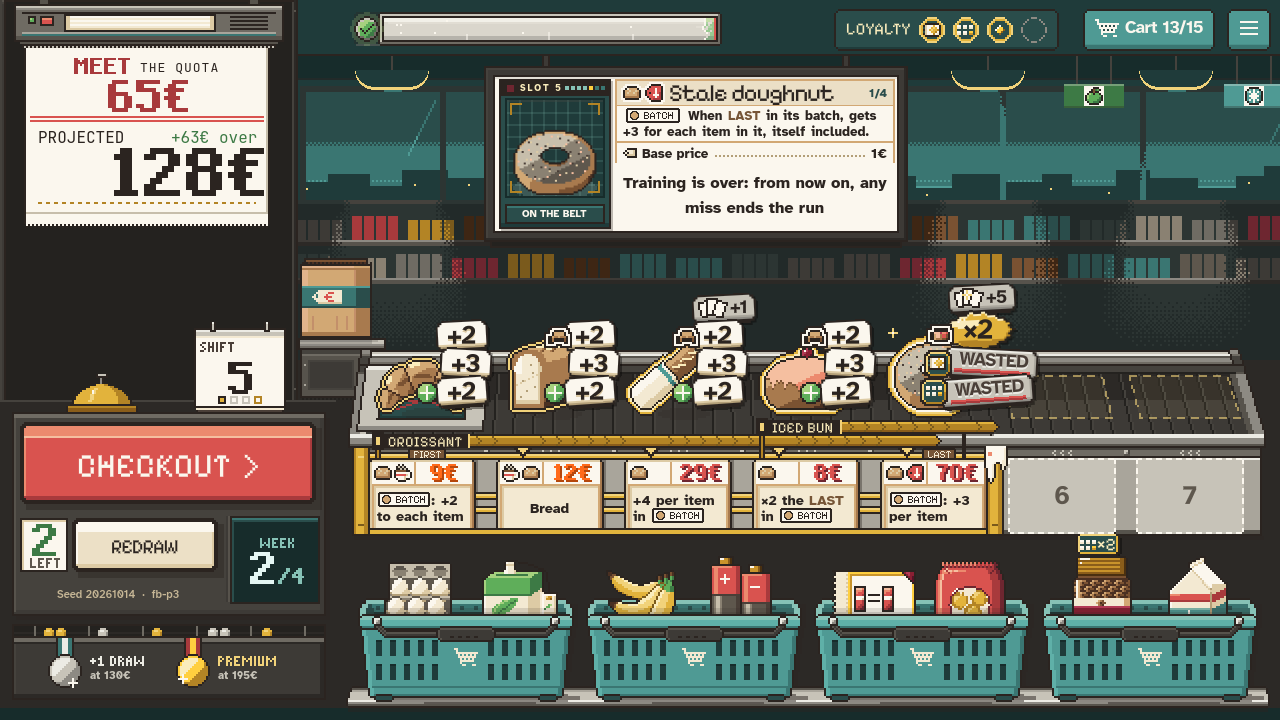 MEET THE QUOTA
65€
PROJECTED +63€ over
128€
SHIFT
5
CHECKOUT >
2
LEFT
REDRAW
WEEK
2/4
Seed 20261014 · fb-p3
+1 DRAW
at 130€
PREMIUM
at 195€
LOYALTY
Cart 13/15
SLOT 5
ON THE BELT
Stale doughnut 1/4
BATCH When LAST in its batch, gets
+3 for each item in it, itself included.
Base price 1€
Training is over: from now on, any
miss ends the run
€
+2
+3
+2
+2
+3
+2
+1
+2
+3
+2
+2
+3
+2
+5
×2
WASTED
WASTED
CROISSANT
ICED BUN
FIRST
LAST
9€
BATCH: +2
to each item
12€
Bread
29€
+4 per item
in BATCH
8€
×2 the LAST
in BATCH
70€
BATCH: +3
per item
6
7
×2